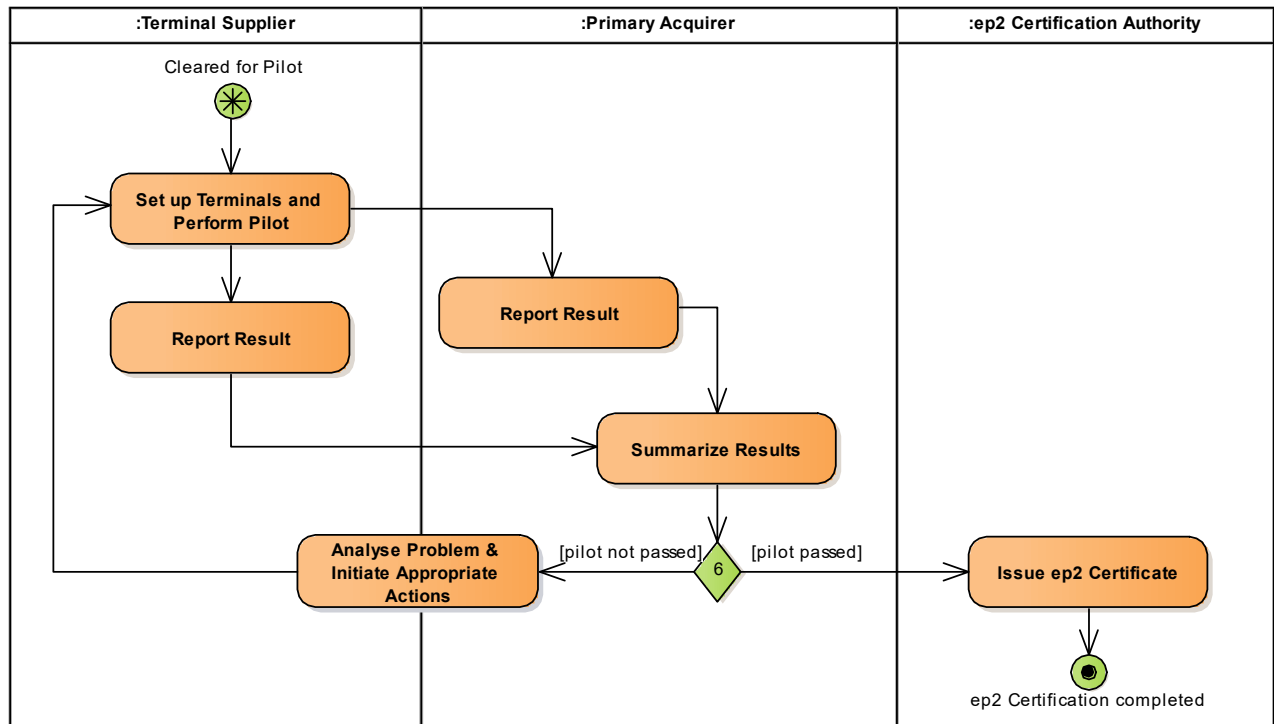 :Terminal Supplier
:Primary Acquirer
:ep2 Certification Authority
Cleared for Pilot
Set up Terminals and
Perform Pilot
Report Result
Report Result
Summarize Results
Analyse Problem &
Initiate Appropriate
Actions
[pilot not passed]
6
[pilot passed]
Issue ep2 Certificate
ep2 Certification completed